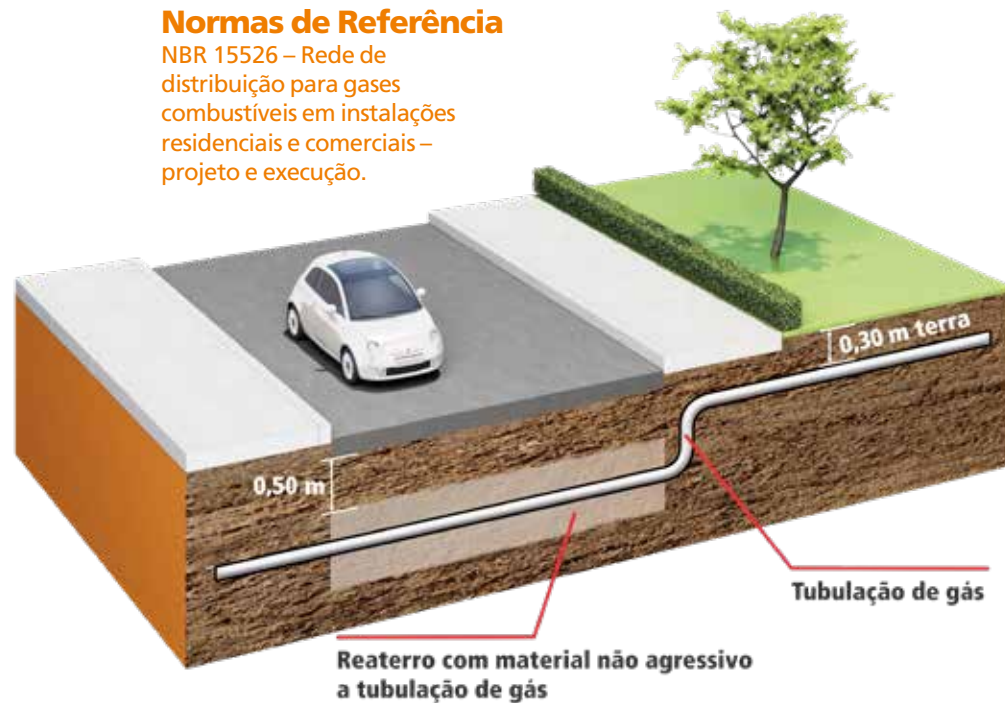 Normas de Referência
NBR 15526 – Rede de
distribuição para gases
combustíveis em instalações
residenciais e comerciais –
projeto e execução.
0,30 m terra
0,50 m
Tubulação de gás
Reaterro com material não agressivo
a tubulação de gás